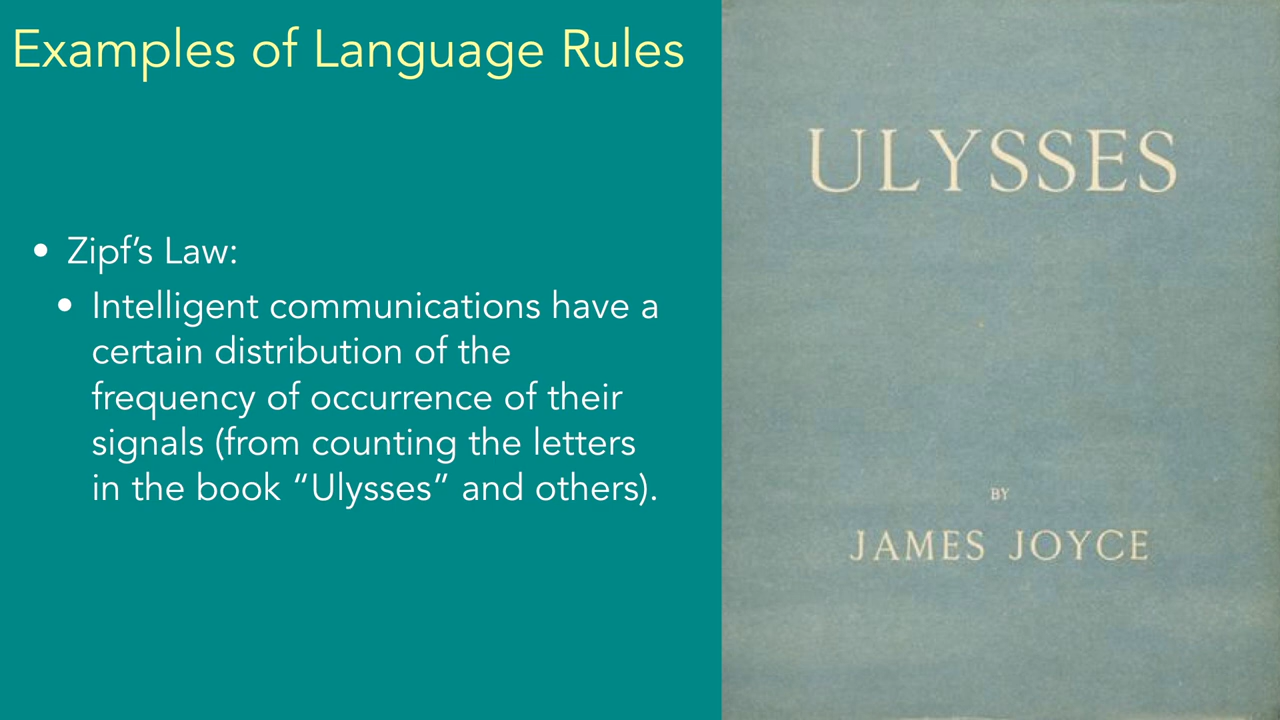 Examples of Language Rules
• Zipf’s Law:
• Intelligent communications have a
certain distribution of the
frequency of occurrence of their
signals (from counting the letters
in the book “Ulysses” and others).
ULYSSES
BY
JAMES JOYCE